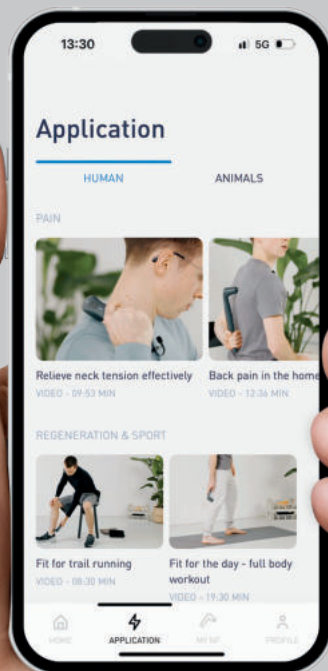 13:30
5G
Application
HUMAN ANIMALS
PAIN
Relieve neck tension effectively
VIDEO - 09:53 MIN
Back pain in the home
VIDEO - 12:36 MIN
REGENERATION & SPORT
Fit for trail running
VIDEO - 08:30 MIN
Fit for the day - full body
workout
VIDEO - 19:30 MIN
HOME APPLICATION MY NP PROFILE